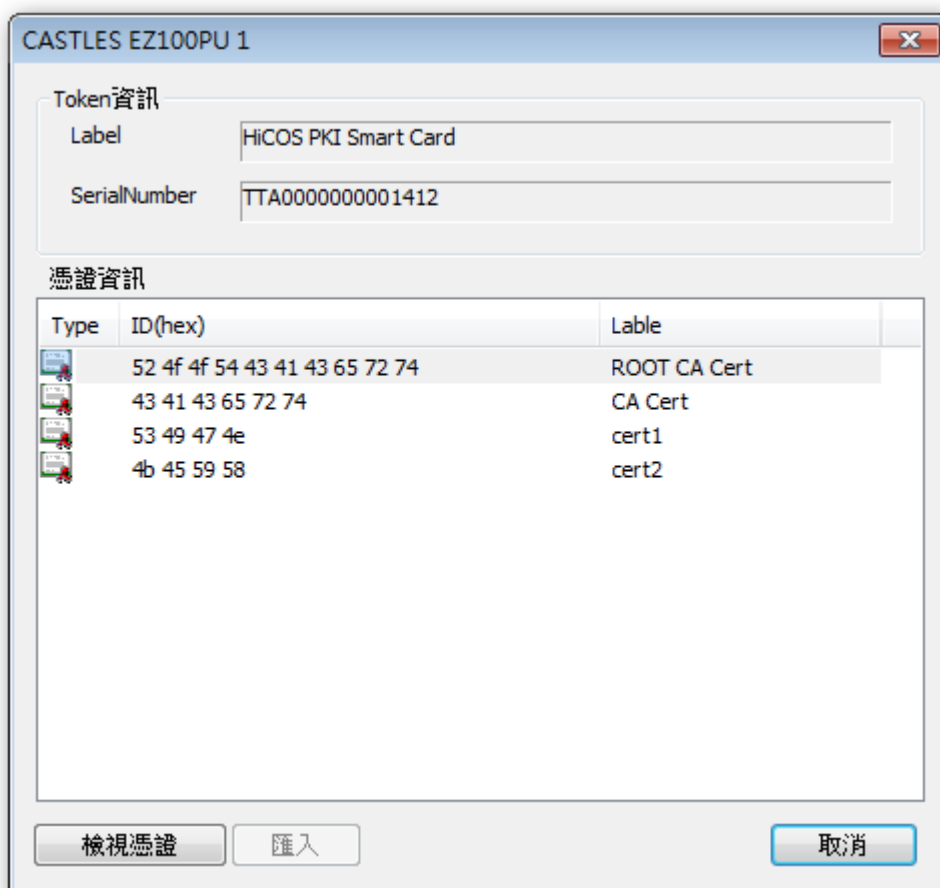 CASTLES EZ100PU 1
Token資訊
Label HiCOS PKI Smart Card
SerialNumber TTA0000000001412
憑證資訊
Type ID(hex) Lable
52 4f 4f 54 43 41 43 65 72 74 ROOT CA Cert
43 41 43 65 72 74 CA Cert
53 49 47 4e cert1
4b 45 59 58 cert2
檢視憑證 匯入 取消